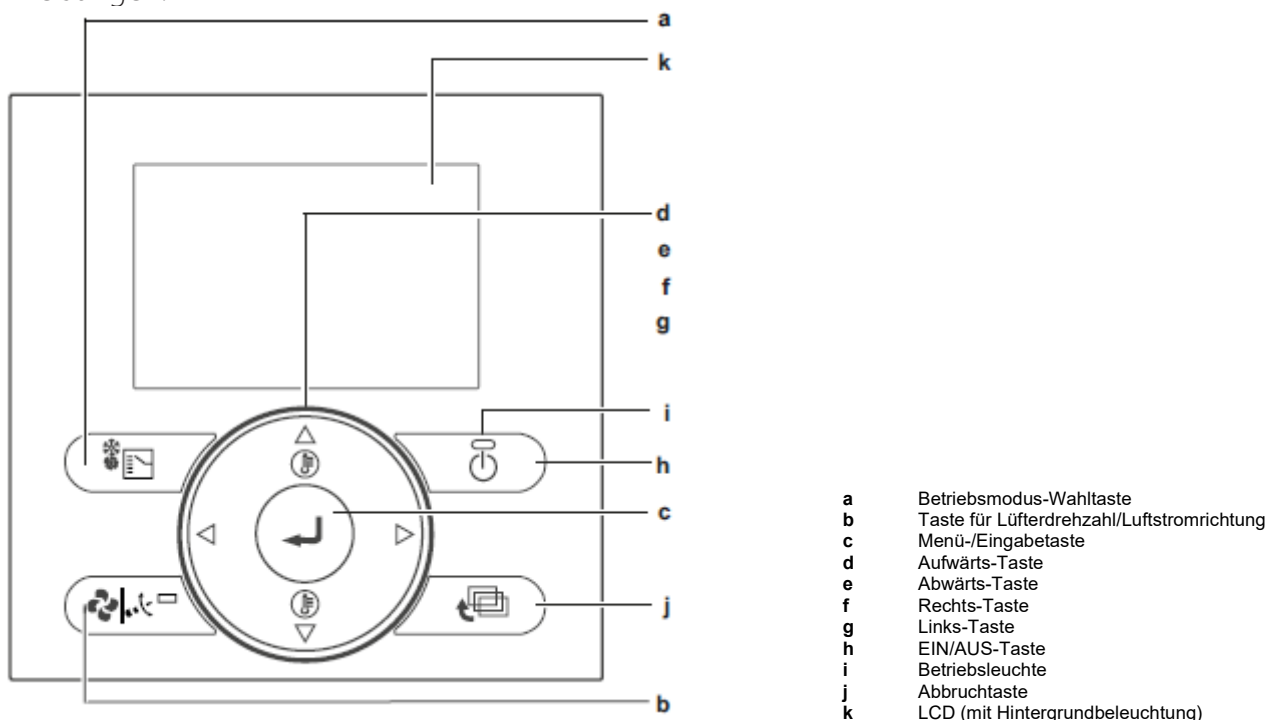 a
k
d
e
f
g
i
h
c
j
b
a Betriebsmodus-Wahltaste
b Taste für Lüfterdrehzahl/Luftstromrichtung
c Menü-/Eingabetaste
d Aufwärts-Taste
e Abwärts-Taste
f Rechts-Taste
g Links-Taste
h EIN/AUS-Taste
i Betriebsleuchte
j Abbruchtaste
k LCD (mit Hintergrundbeleuchtung)